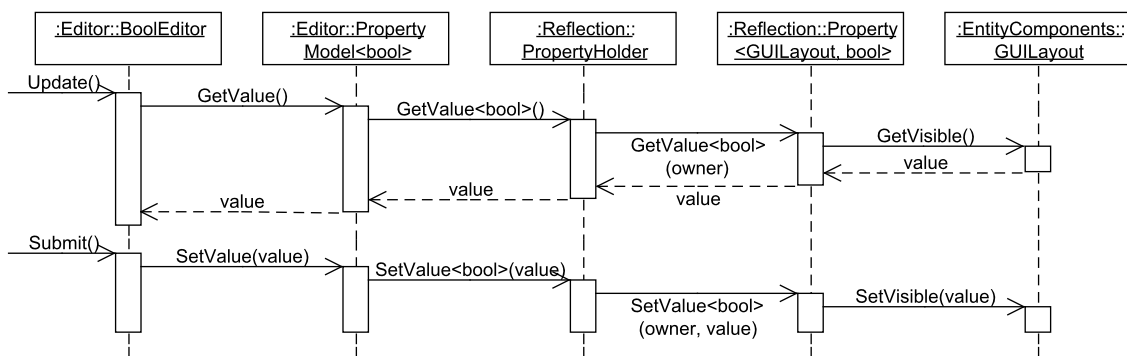 :Editor::BoolEditor
:Editor::Property
Model<bool>
:Reflection::
PropertyHolder
:Reflection::Property
<GUILayout, bool>
:EntityComponents::
GUILayout
Update()
GetValue()
GetValue<bool>()
GetValue<bool>
(owner)
GetVisible()
value
value
value
value
Submit()
SetValue(value)
SetValue<bool>(value)
SetValue<bool>
(owner, value)
SetVisible(value)